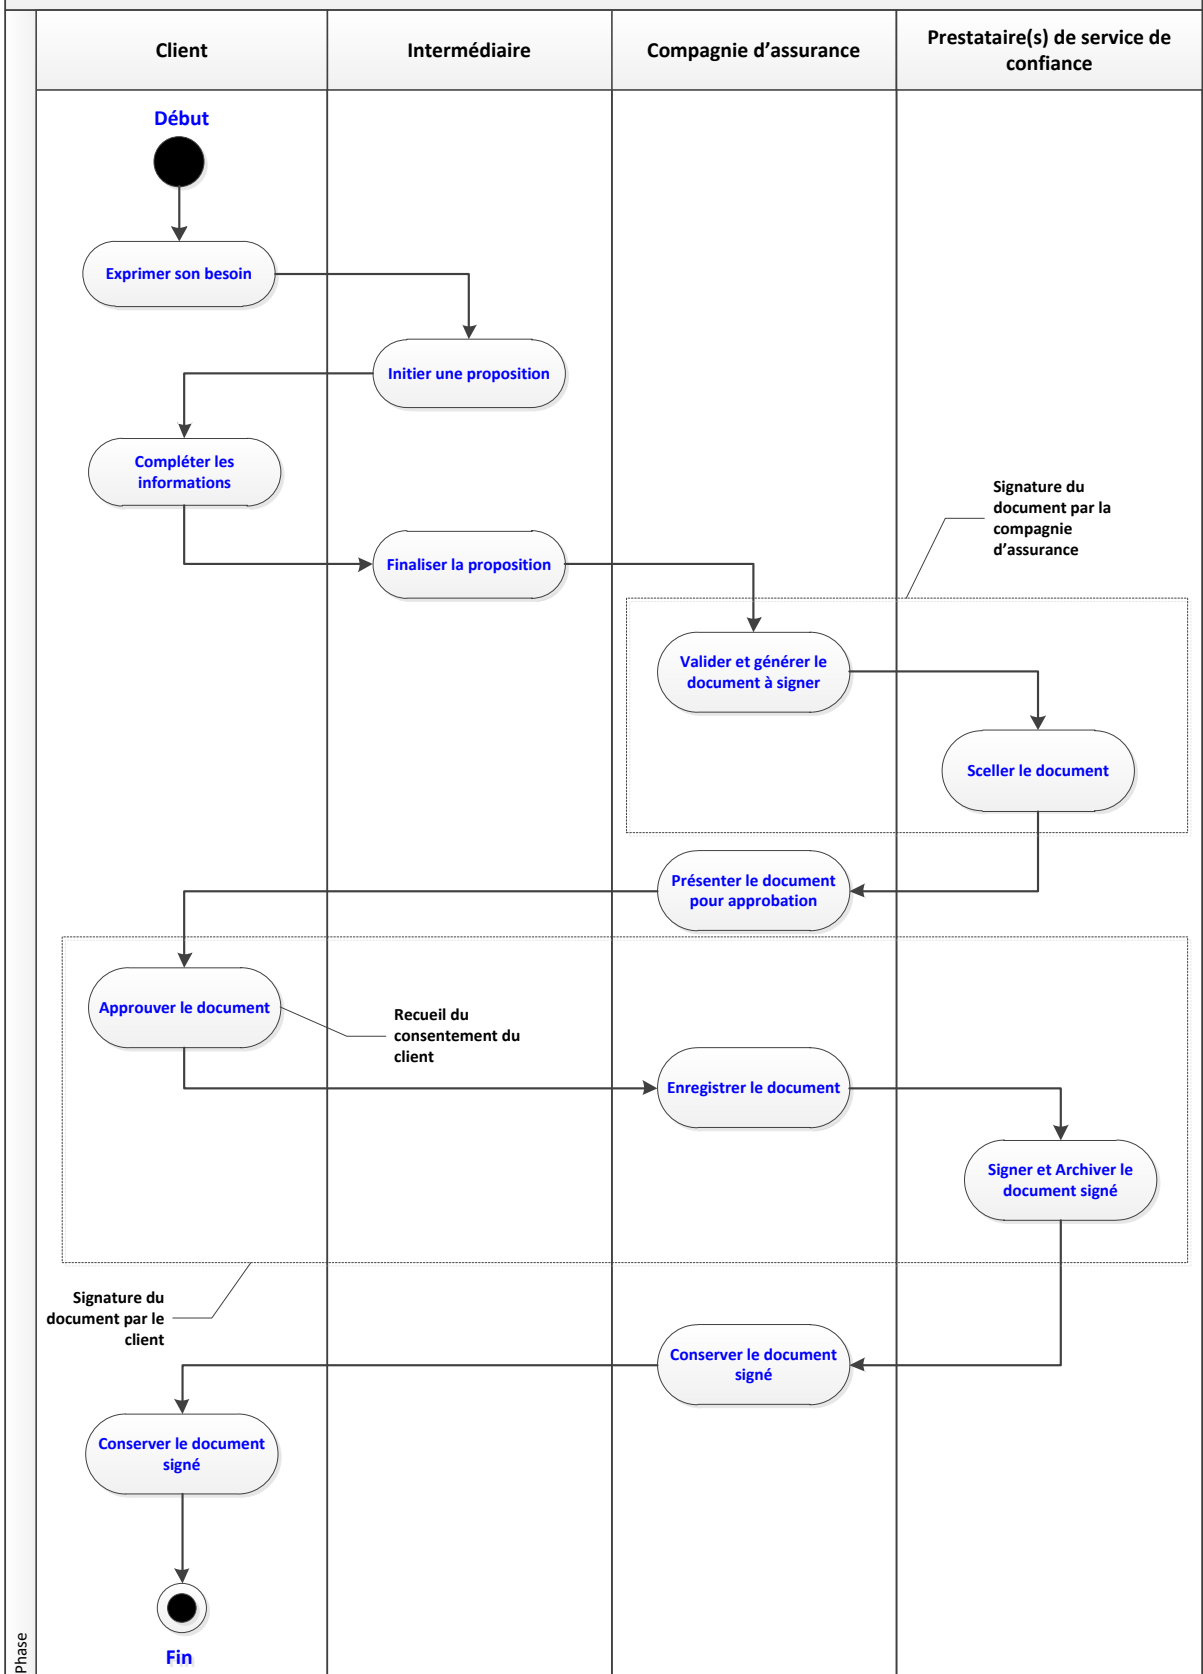 Client
Intermédiaire
Compagnie d'assurance
Prestataire(s) de service de
confiance
Début
Exprimer son besoin
Initier une proposition
Compléter les
informations
Signature du
document par la
compagnie
d'assurance
Finaliser la proposition
Valider et générer le
document à signer
Sceller le document
Présenter le document
pour approbation
Approuver le document
Recueil du
consentement du
client
Enregistrer le document
Signer et Archiver le
document signé
Signature du
document par le
client
Conserver le document
signé
Conserver le document
signé
Fin
Phase